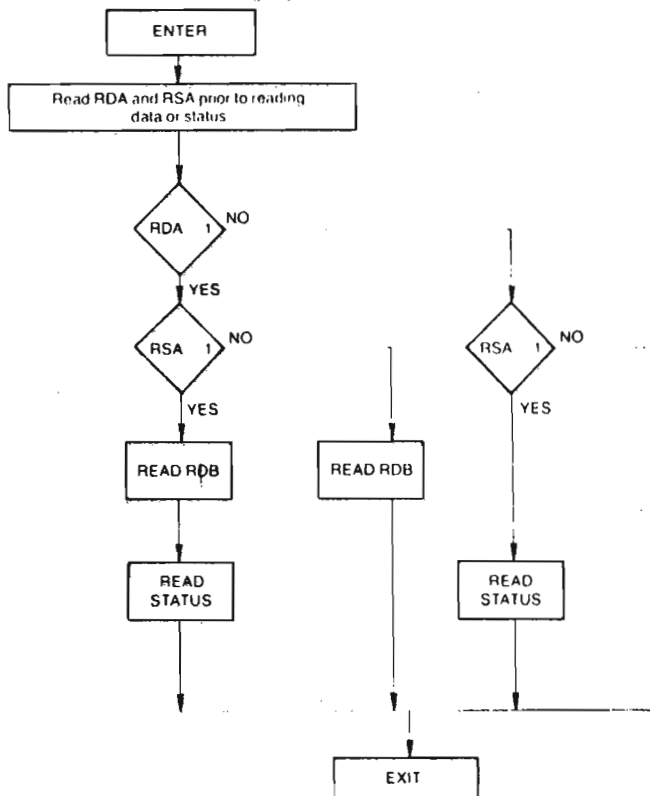 ENTER
Read RDA and RSA prior to reading
data or status
RDA 1
NO
YES
RSA 1
NO
YES
RSA 1
NO
YES
READ RDB
READ RDB
READ
STATUS
READ
STATUS
EXIT